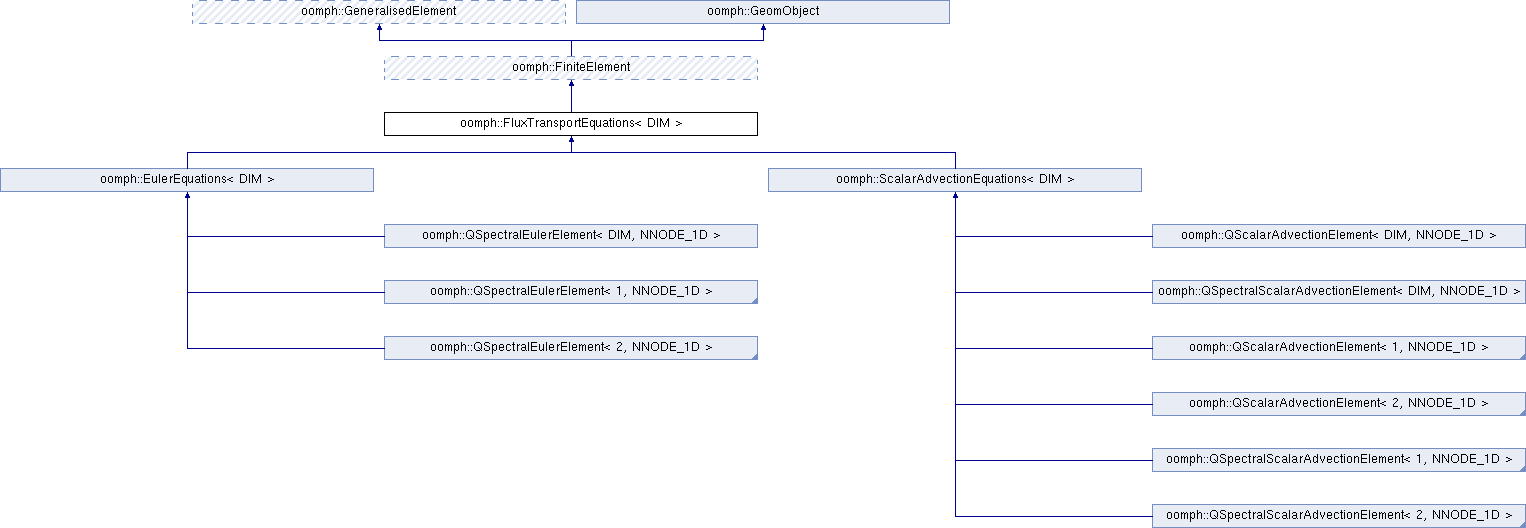 oomph::GeneralisedElement
oomph::GeomObject
oomph::FiniteElement
oomph::FluxTransportEquations< DIM >
oomph::EulerEquations< DIM >
oomph::ScalarAdvectionEquations< DIM >
oomph::QSpectralEulerElement< DIM, NNODE_1D >
oomph::QScalarAdvectionElement< DIM, NNODE_1D >
oomph::QSpectralEulerElement< 1, NNODE_1D >
oomph::QSpectralScalarAdvectionElement< DIM, NNODE_1D >
oomph::QSpectralEulerElement< 2, NNODE_1D >
oomph::QScalarAdvectionElement< 1, NNODE_1D >
oomph::QScalarAdvectionElement< 2, NNODE_1D >
oomph::QSpectralScalarAdvectionElement< 1, NNODE_1D >
oomph::QSpectralScalarAdvectionElement< 2, NNODE_1D >